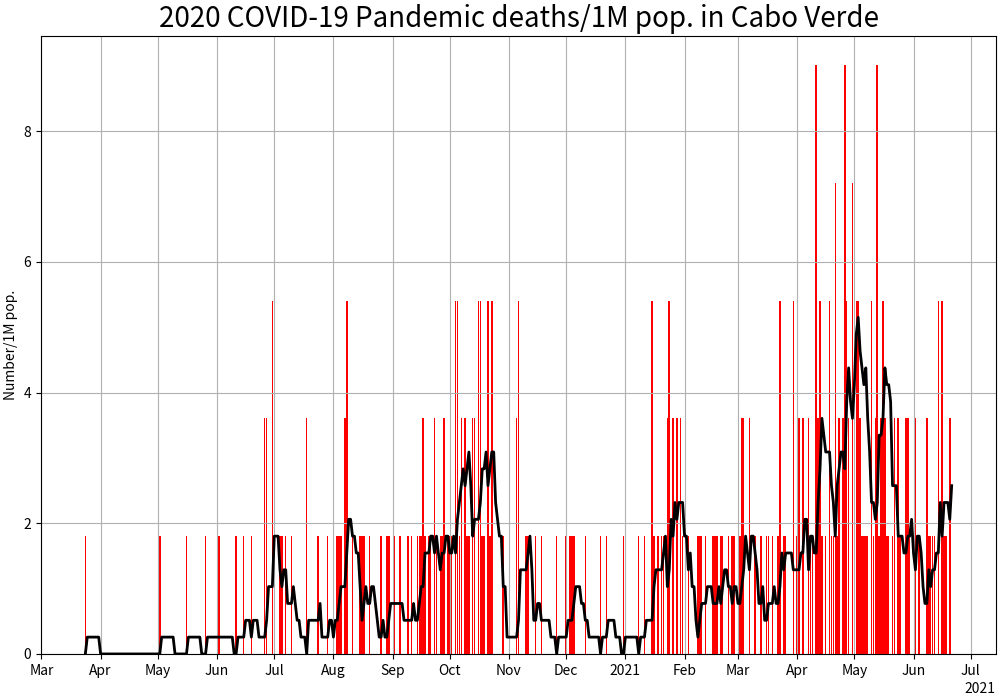 2020 COVID-19 Pandemic deaths/1M pop. in Cabo Verde
Number/1M pop.
8
6
4
2
0
Mar Apr May Jun Jul Aug Sep Oct Nov Dec 2021 Feb Mar Apr May Jun Jul
2021